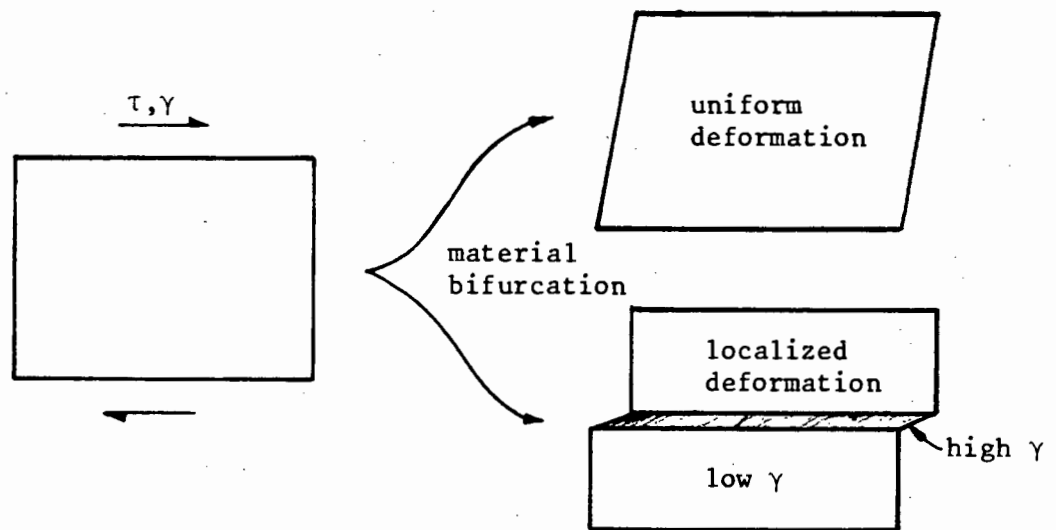 τ,γ
uniform
deformation
material
bifurcation
localized
deformation
high γ
low γ